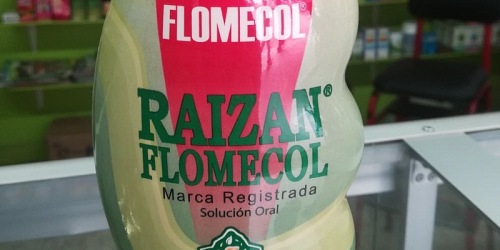 FLOMECOL®
RAIZAN®
FLOMECOL
Marca Registrada
Solución Oral